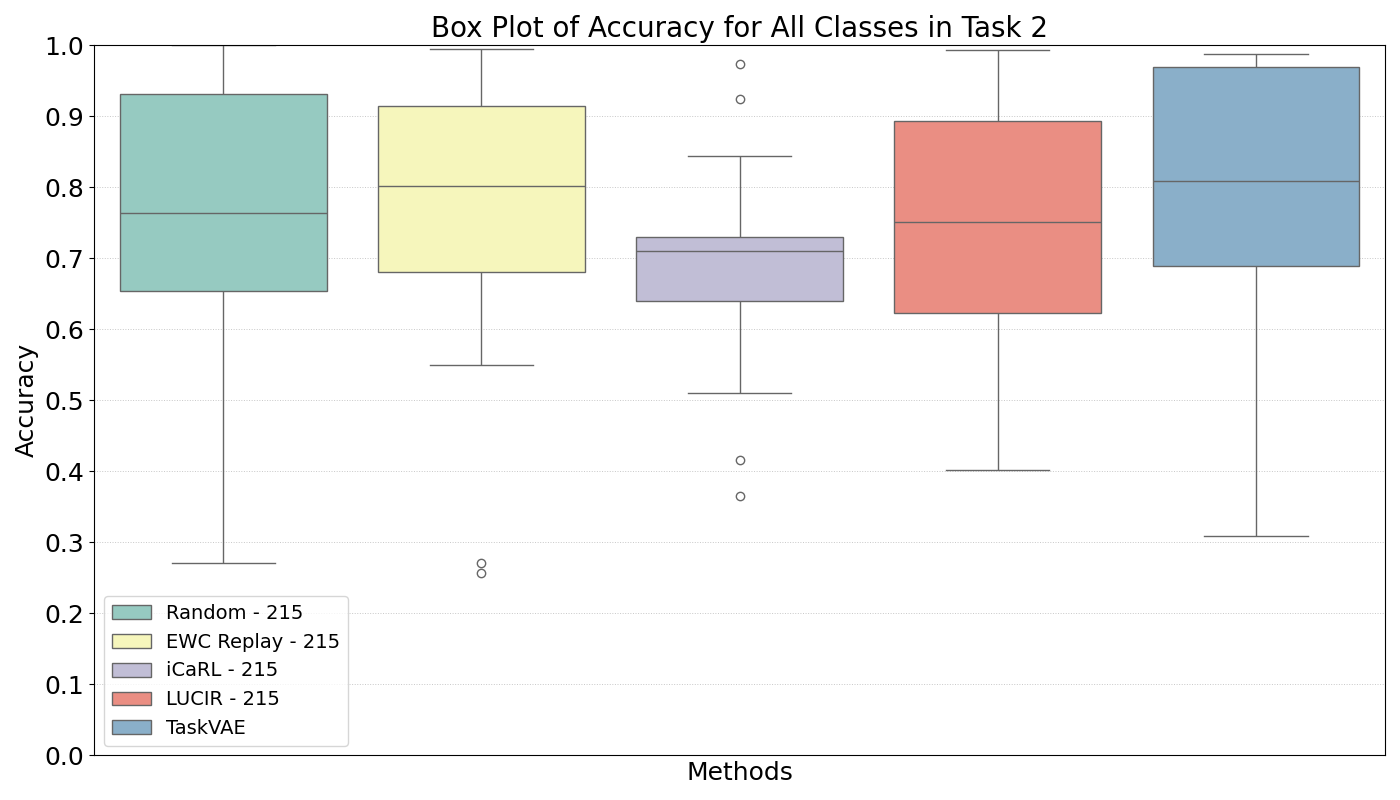 Box Plot of Accuracy for All Classes in Task 2
1.0
0.9
0.8
0.7
0.6
0.5
0.4
0.3
0.2
0.1
0.0
Accuracy
Random - 215
EWC Replay - 215
iCaRL - 215
LUCIR - 215
TaskVAE
Methods